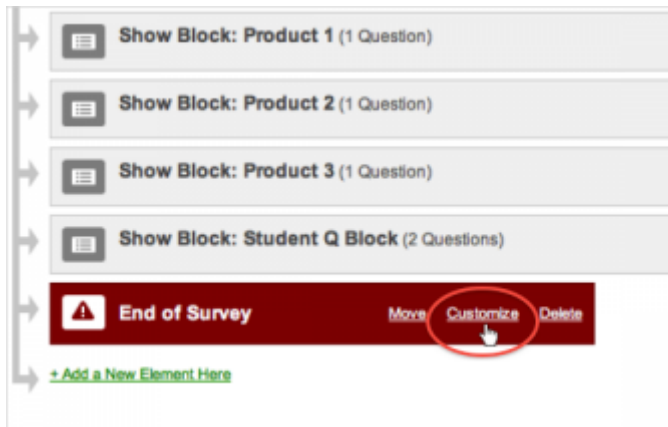 Show Block: Product 1 (1 Question)
Show Block: Product 2 (1 Question)
Show Block: Product 3 (1 Question)
Show Block: Student Q Block (2 Questions)
End of Survey Move Customize Delete
+ Add a New Element Here